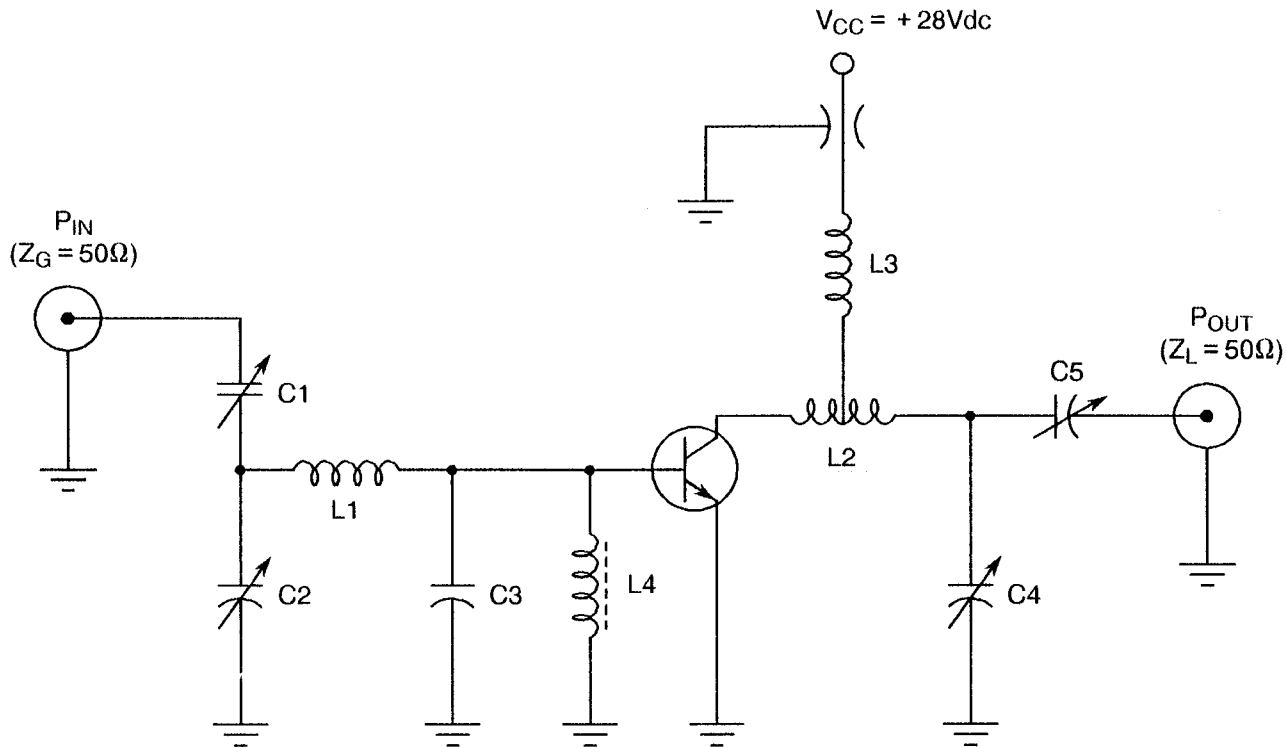 V_CC = + 28Vdc
P_IN
(Z_G = 50Ω)
L3
P_OUT
(Z_L = 50Ω)
C5
C1
L2
L1
C2
C3
L4
C4